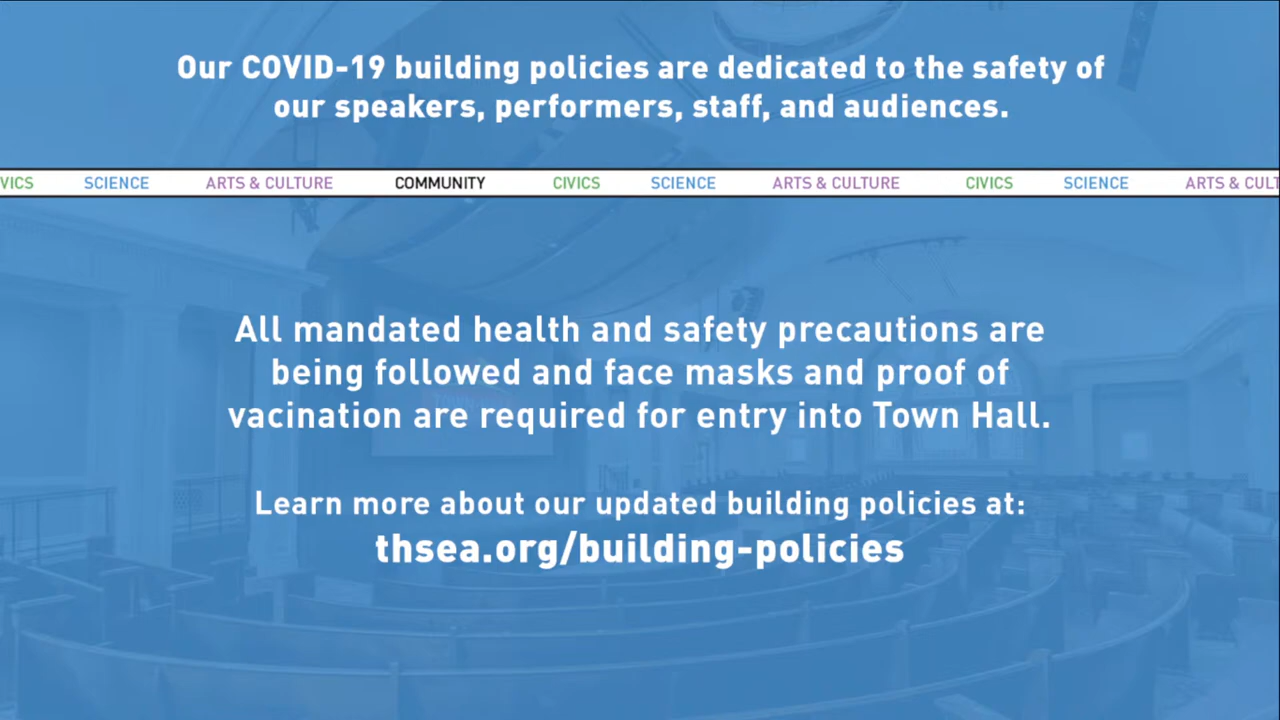 Our COVID-19 building policies are dedicated to the safety of
our speakers, performers, staff, and audiences.
VICS SCIENCE ARTS & CULTURE COMMUNITY CIVICS SCIENCE ARTS & CULTURE CIVICS SCIENCE ARTS & CULT
All mandated health and safety precautions are
being followed and face masks and proof of
vacination are required for entry into Town Hall.
Learn more about our updated building policies at:
thsea.org/building-policies